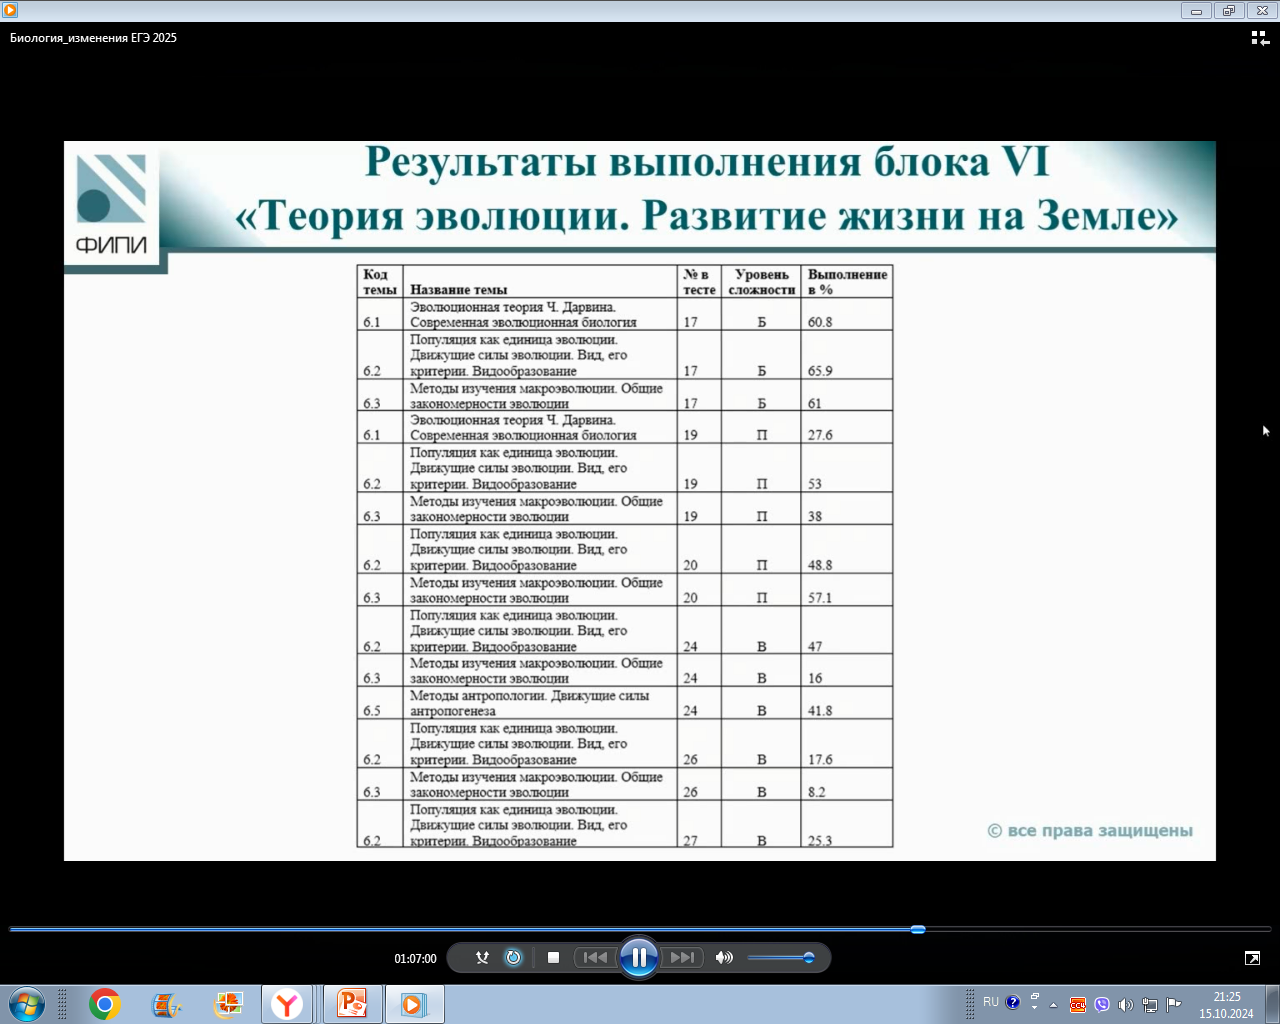 Биология_изменения ЕГЭ 2025
Результаты выполнения блока VI
«Теория эволюции. Развитие жизни на Земле»
ФИПИ
Код темы Название темы № в тесте Уровень сложности Выполнение в %
6.1 Эволюционная теория Ч. Дарвина. Современная эволюционная биология 17 Б 60.8
6.2 Популяция как единица эволюции. Движущие силы эволюции. Вид, его критерии. Видообразование 17 Б 65.9
6.3 Методы изучения макроэволюции. Общие закономерности эволюции 17 Б 61
6.1 Эволюционная теория Ч. Дарвина. Современная эволюционная биология 19 П 27.6
6.2 Популяция как единица эволюции. Движущие силы эволюции. Вид, его критерии. Видообразование 19 П 53
6.3 Методы изучения макроэволюции. Общие закономерности эволюции 19 П 38
6.2 Популяция как единица эволюции. Движущие силы эволюции. Вид, его критерии. Видообразование 20 П 48.8
6.3 Методы изучения макроэволюции. Общие закономерности эволюции 20 П 57.1
6.2 Популяция как единица эволюции. Движущие силы эволюции. Вид, его критерии. Видообразование 24 В 47
6.3 Методы изучения макроэволюции. Общие закономерности эволюции 24 В 16
6.5 Методы антропологии. Движущие силы антропогенеза 24 В 41.8
6.2 Популяция как единица эволюции. Движущие силы эволюции. Вид, его критерии. Видообразование 26 В 17.6
6.3 Методы изучения макроэволюции. Общие закономерности эволюции 26 В 8.2
6.2 Популяция как единица эволюции. Движущие силы эволюции. Вид, его критерии. Видообразование 27 В 25.3
© все права защищены
01:07:00
RU
21:25
15.10.2024